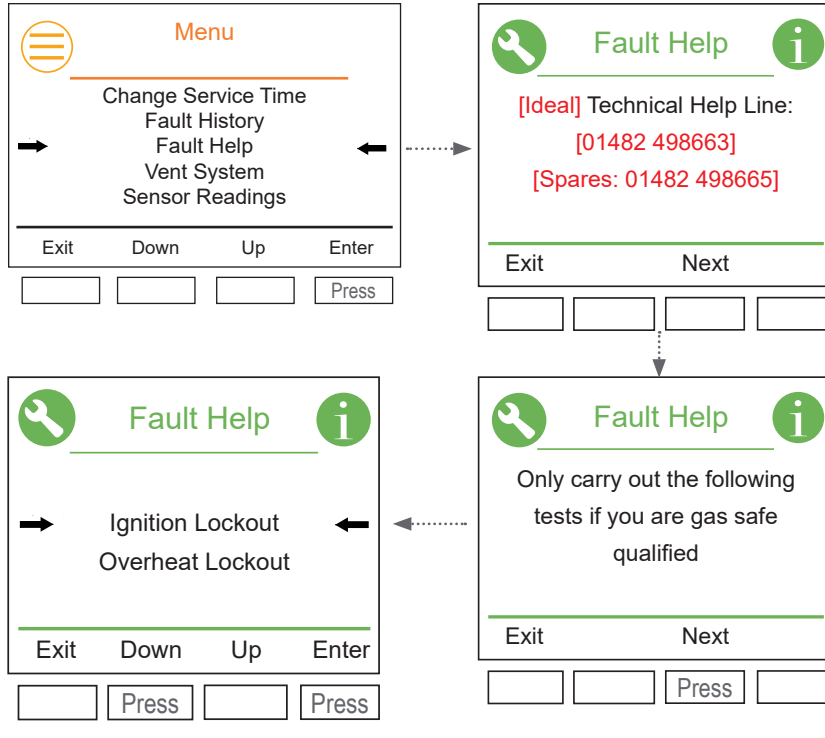 Menu
Change Service Time
Fault History
Fault Help
Vent System
Sensor Readings
Exit Down Up Enter
Press
Fault Help
i
[Ideal] Technical Help Line:
[01482 498663]
[Spares: 01482 498665]
Exit Next
Fault Help
i
Only carry out the following
tests if you are gas safe
qualified
Exit Next
Press
Fault Help
i
Ignition Lockout
Overheat Lockout
Exit Down Up Enter
Press Press